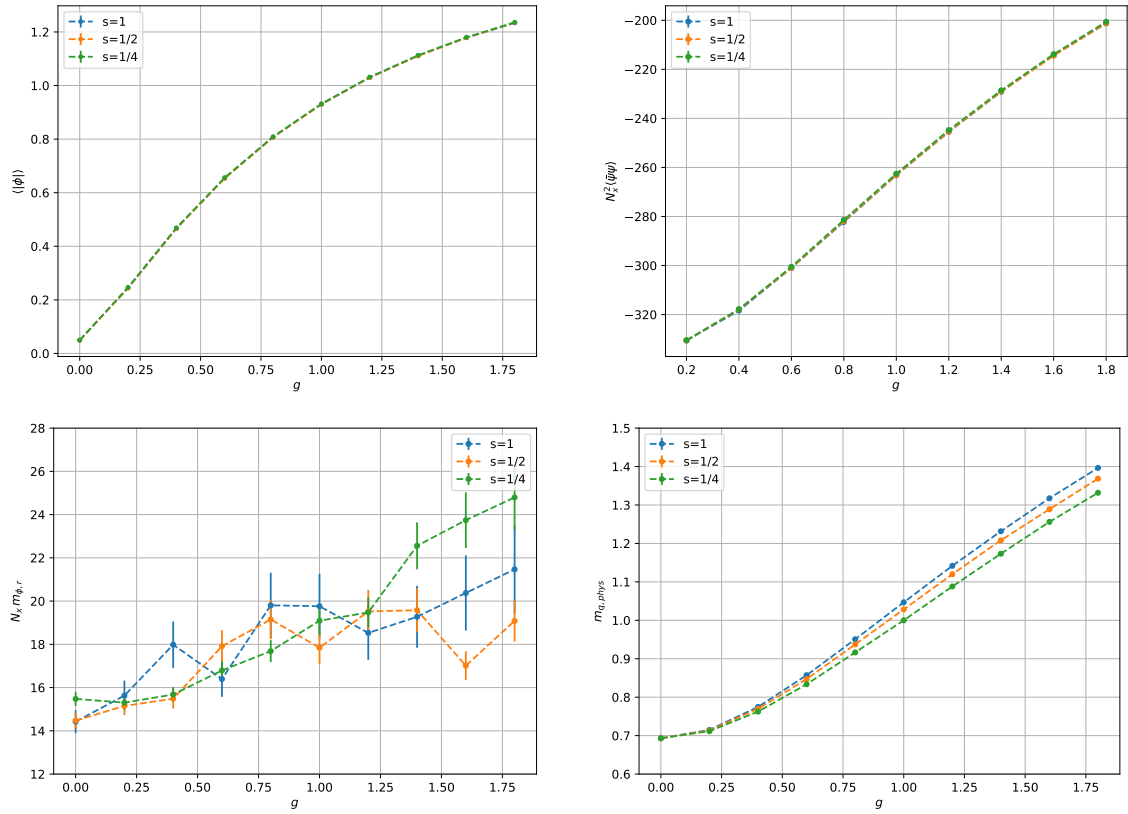 s=1
s=1/2
s=1/4
1.2
1.0
0.8
0.6
0.4
0.2
0.0
⟨|ϕ|⟩
0.00 0.25 0.50 0.75 1.00 1.25 1.50 1.75
g
s=1
s=1/2
s=1/4
−200
−220
−240
−260
−280
−300
−320
N_x^2⟨ψ̄ψ⟩
0.2 0.4 0.6 0.8 1.0 1.2 1.4 1.6 1.8
g
s=1
s=1/2
s=1/4
28
26
24
22
20
18
16
14
12
N_x m_{ϕ,r}
0.00 0.25 0.50 0.75 1.00 1.25 1.50 1.75
g
s=1
s=1/2
s=1/4
1.5
1.4
1.3
1.2
1.1
1.0
0.9
0.8
0.7
0.6
m_{q,phys}
0.00 0.25 0.50 0.75 1.00 1.25 1.50 1.75
g